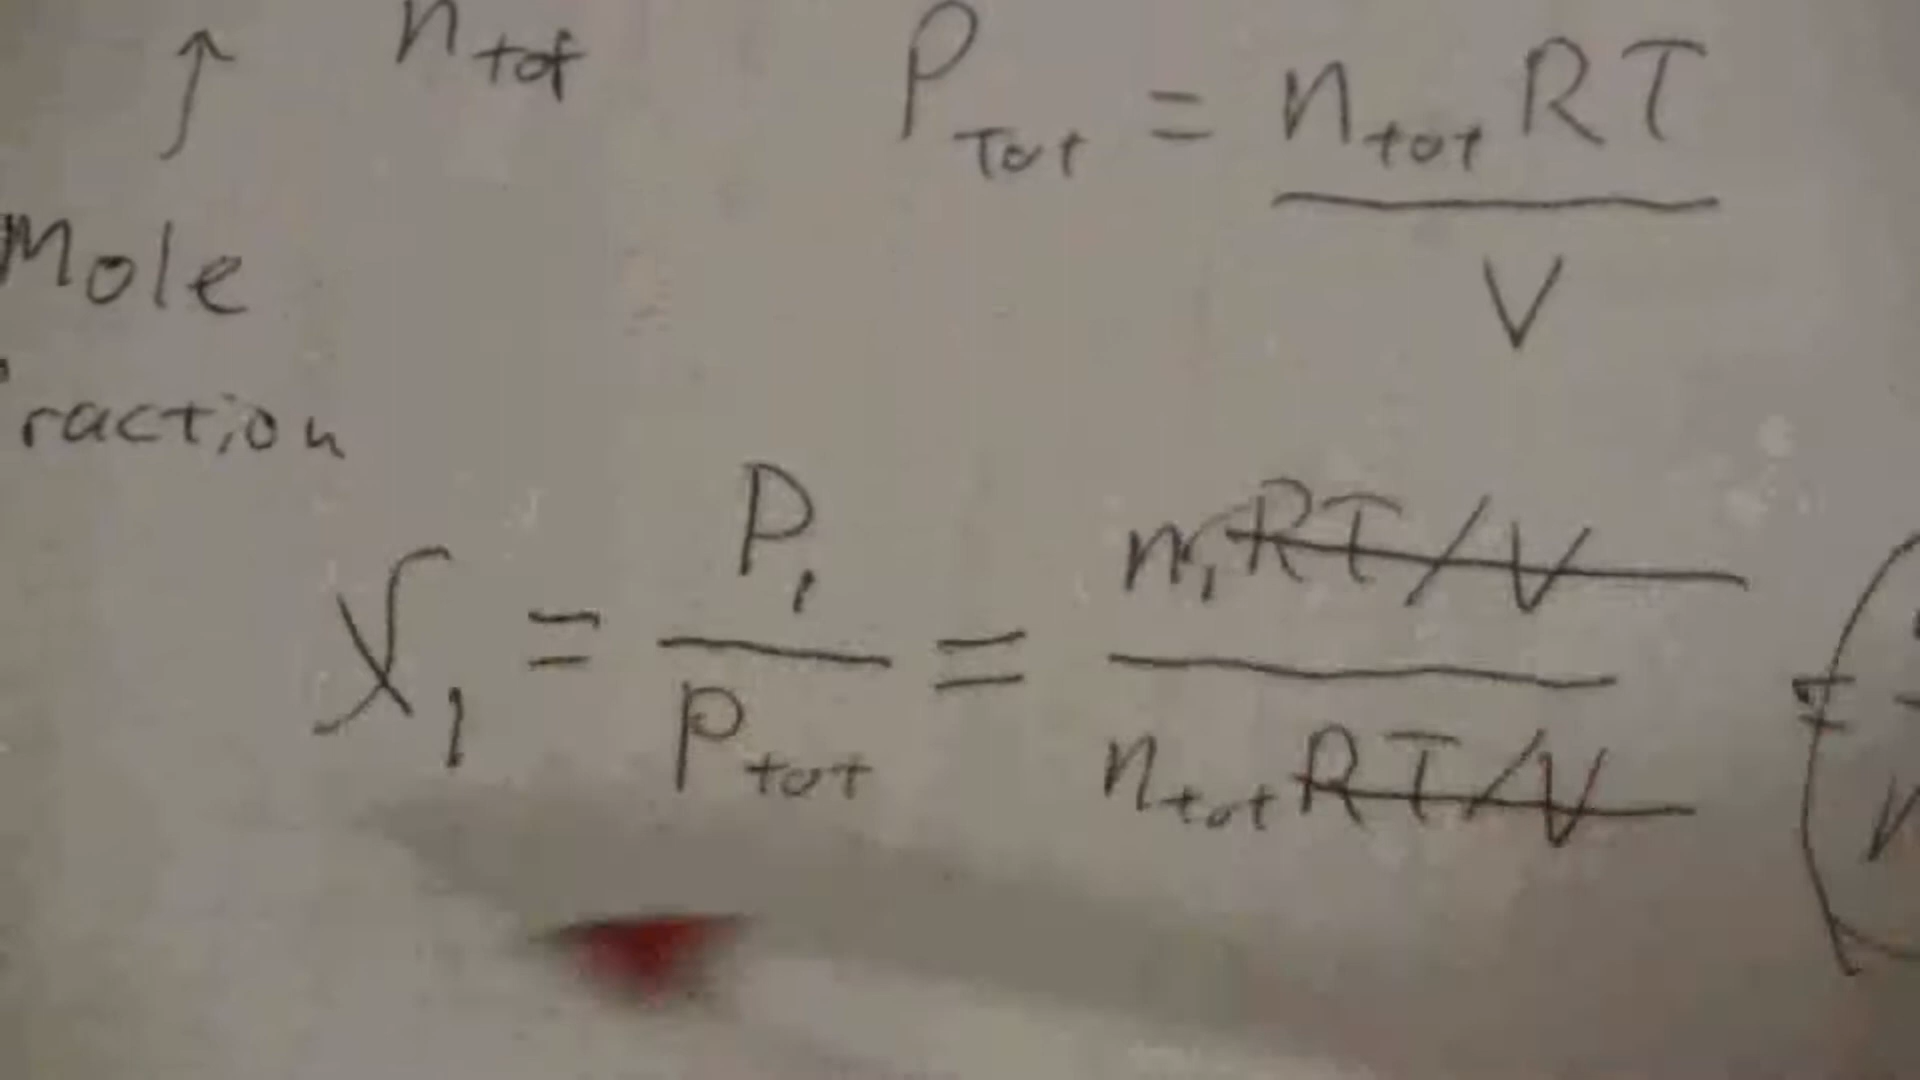 ↑ n_tot
P_Tot = n_tot RT / V
Mole
raction
X_1 = P_1 / P_tot = n_1 RT/V / n_tot RT/V =